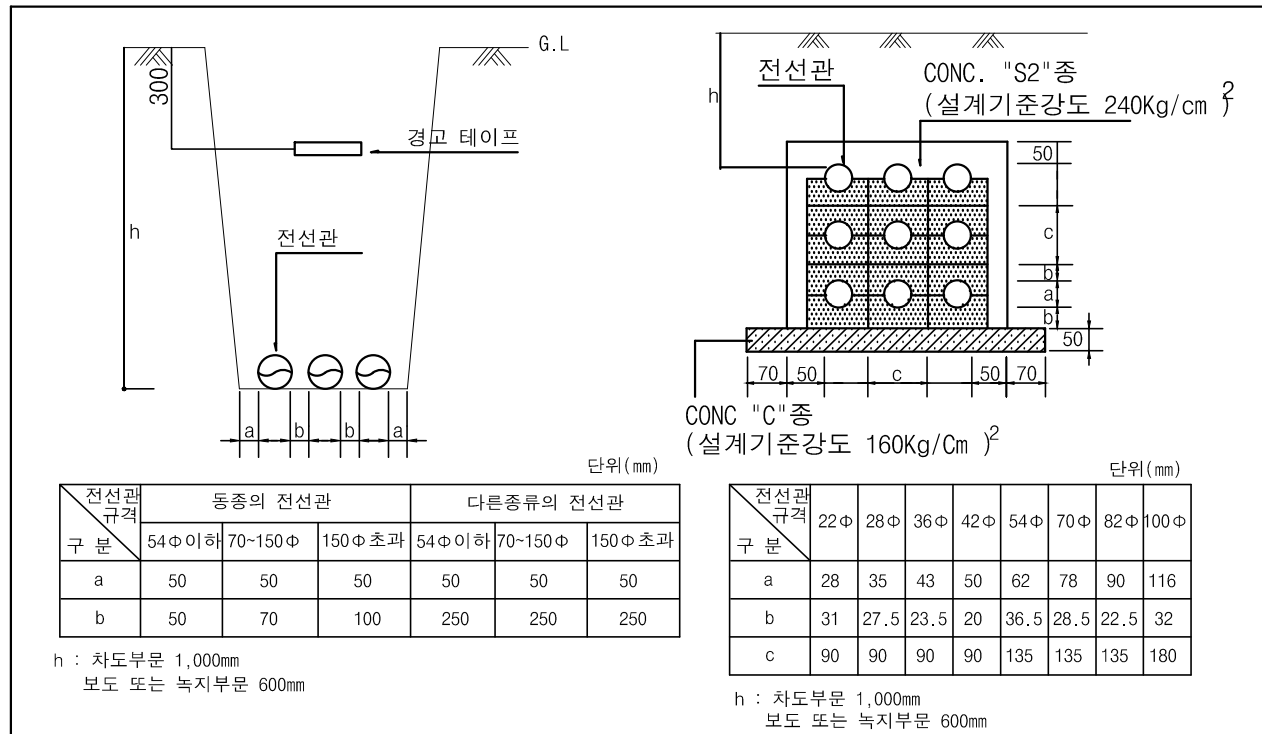 G.L
300
경고 테이프
h
전선관
a b b a
단위(㎜)
전선관 규격 구 분 동종의 전선관 다른종류의 전선관
54Φ이하 70~150Φ 150Φ초과 54Φ이하 70~150Φ 150Φ초과
a 50 50 50 50 50 50
b 50 70 100 250 250 250
h : 차도부문 1,000㎜
보도 또는 녹지부문 600㎜
h
전선관
CONC. "S2"종
(설계기준강도 240Kg/cm )2
50
c
b
a
b
50
70 50 c 50 70
CONC "C"종
(설계기준강도 160Kg/Cm )2
단위(㎜)
전선관 규격 구 분 22Φ 28Φ 36Φ 42Φ 54Φ 70Φ 82Φ 100Φ
a 28 35 43 50 62 78 90 116
b 31 27.5 23.5 20 36.5 28.5 22.5 32
c 90 90 90 90 135 135 135 180
h : 차도부문 1,000㎜
보도 또는 녹지부문 600㎜